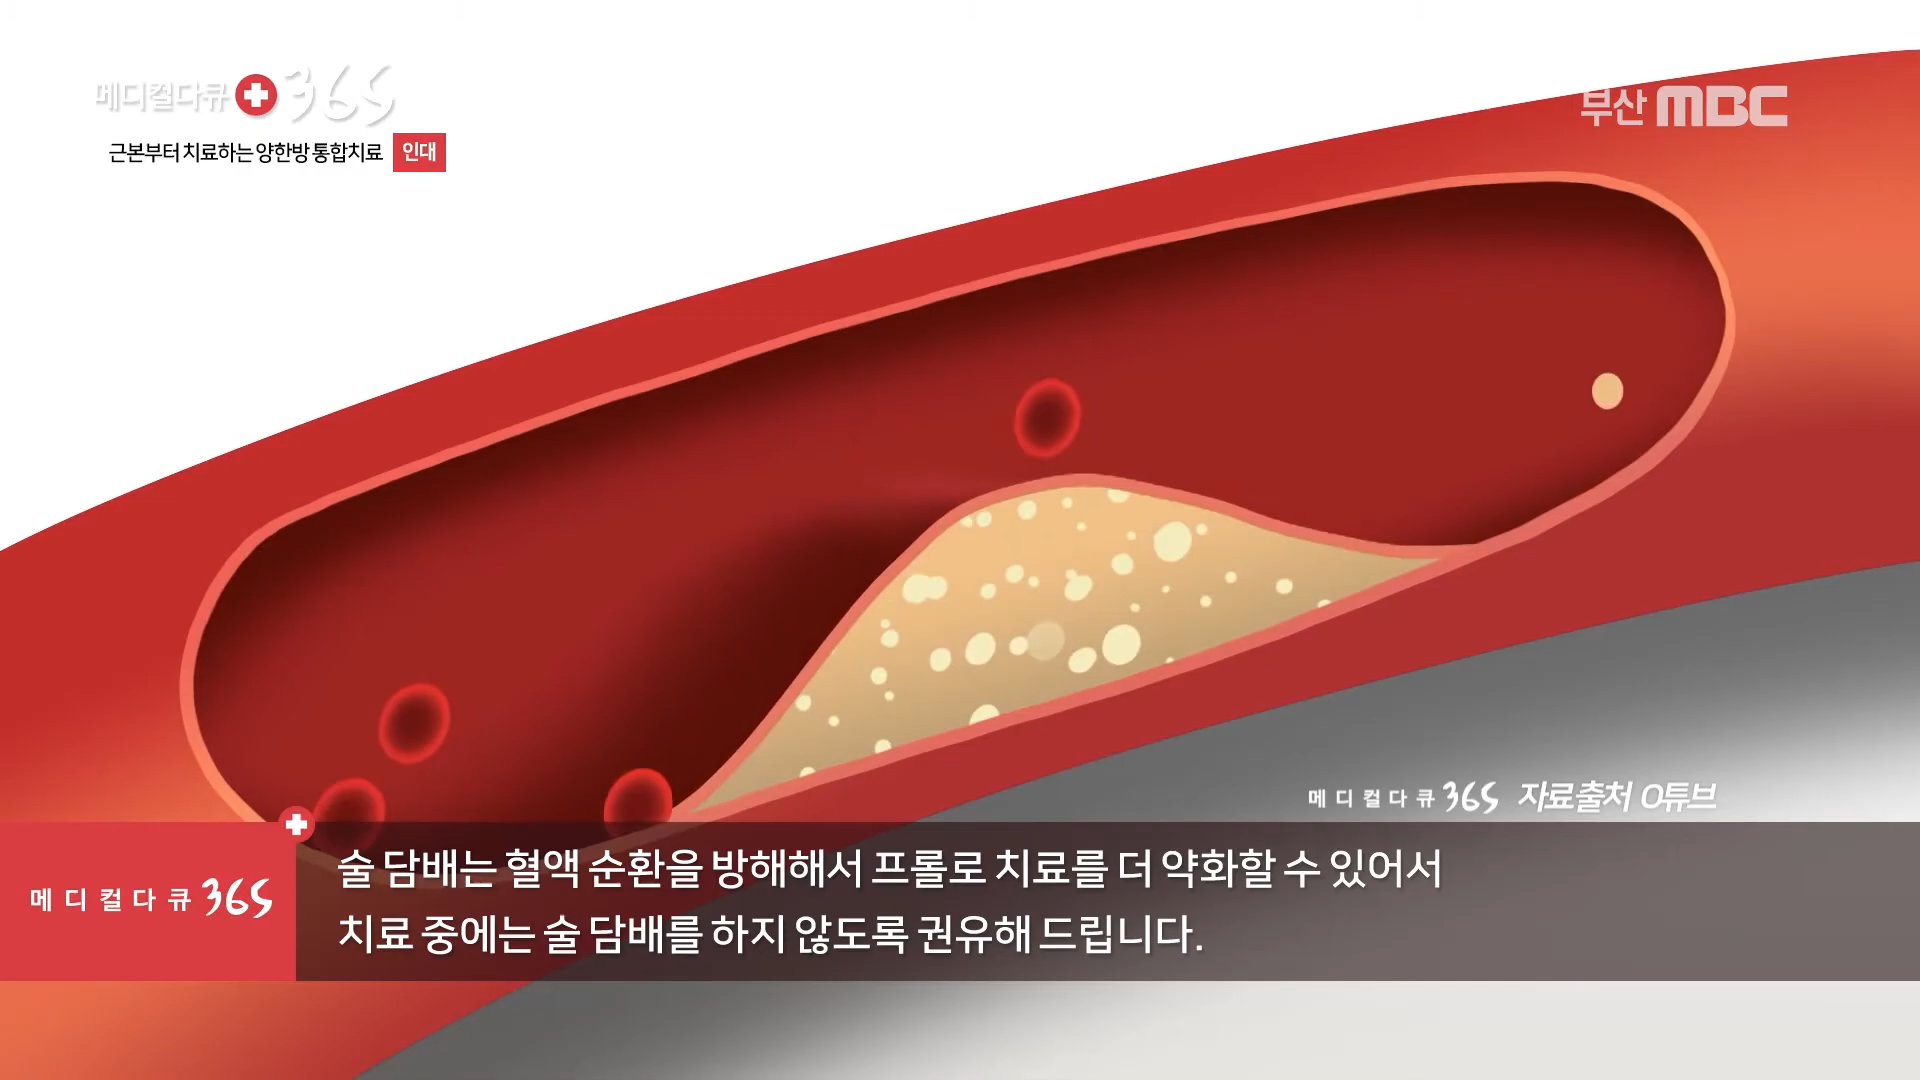 메디컬다큐 365
부산 MBC
근본부터 치료하는 양한방 통합치료 인대
메디컬다큐 365 자료출처 O튜브
술 담배는 혈액 순환을 방해해서 프롤로 치료를 더 약화할 수 있어서
메디컬다큐 365
치료 중에는 술 담배를 하지 않도록 권유해 드립니다.